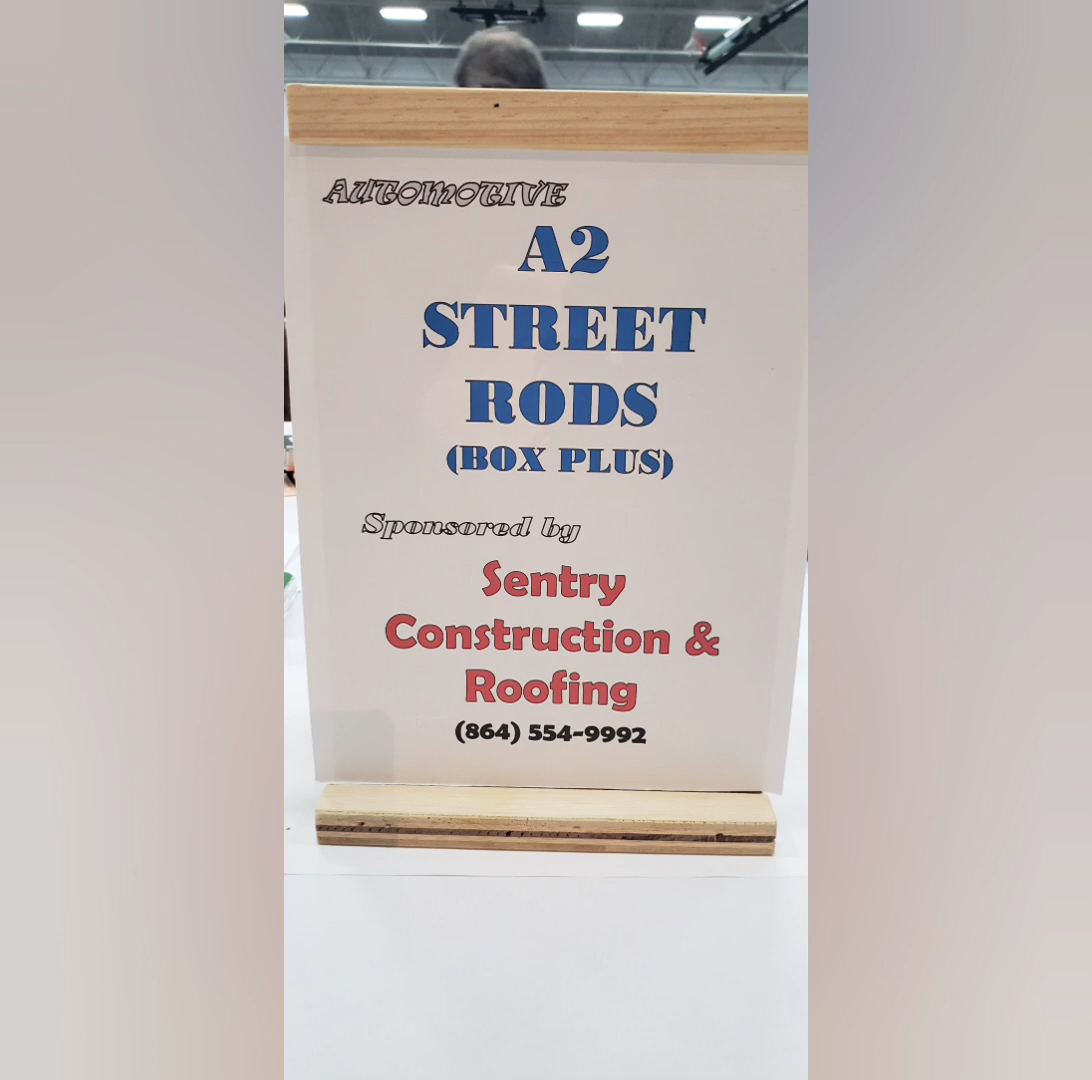 AUTOMOTIVE
A2
STREET
RODS
(BOX PLUS)
Sponsored by
Sentry
Construction &
Roofing
(864) 554-9992